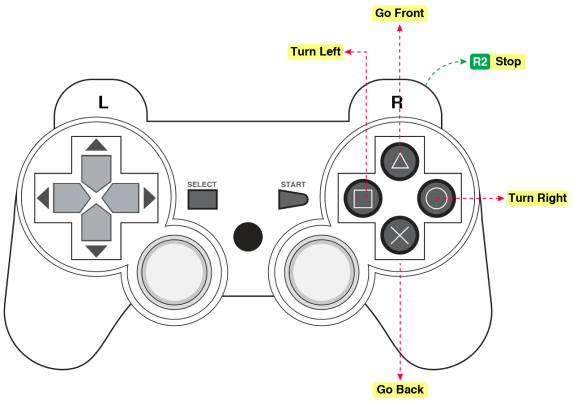 Go Front
Turn Left
R2 Stop
L
R
SELECT
START
Turn Right
Go Back